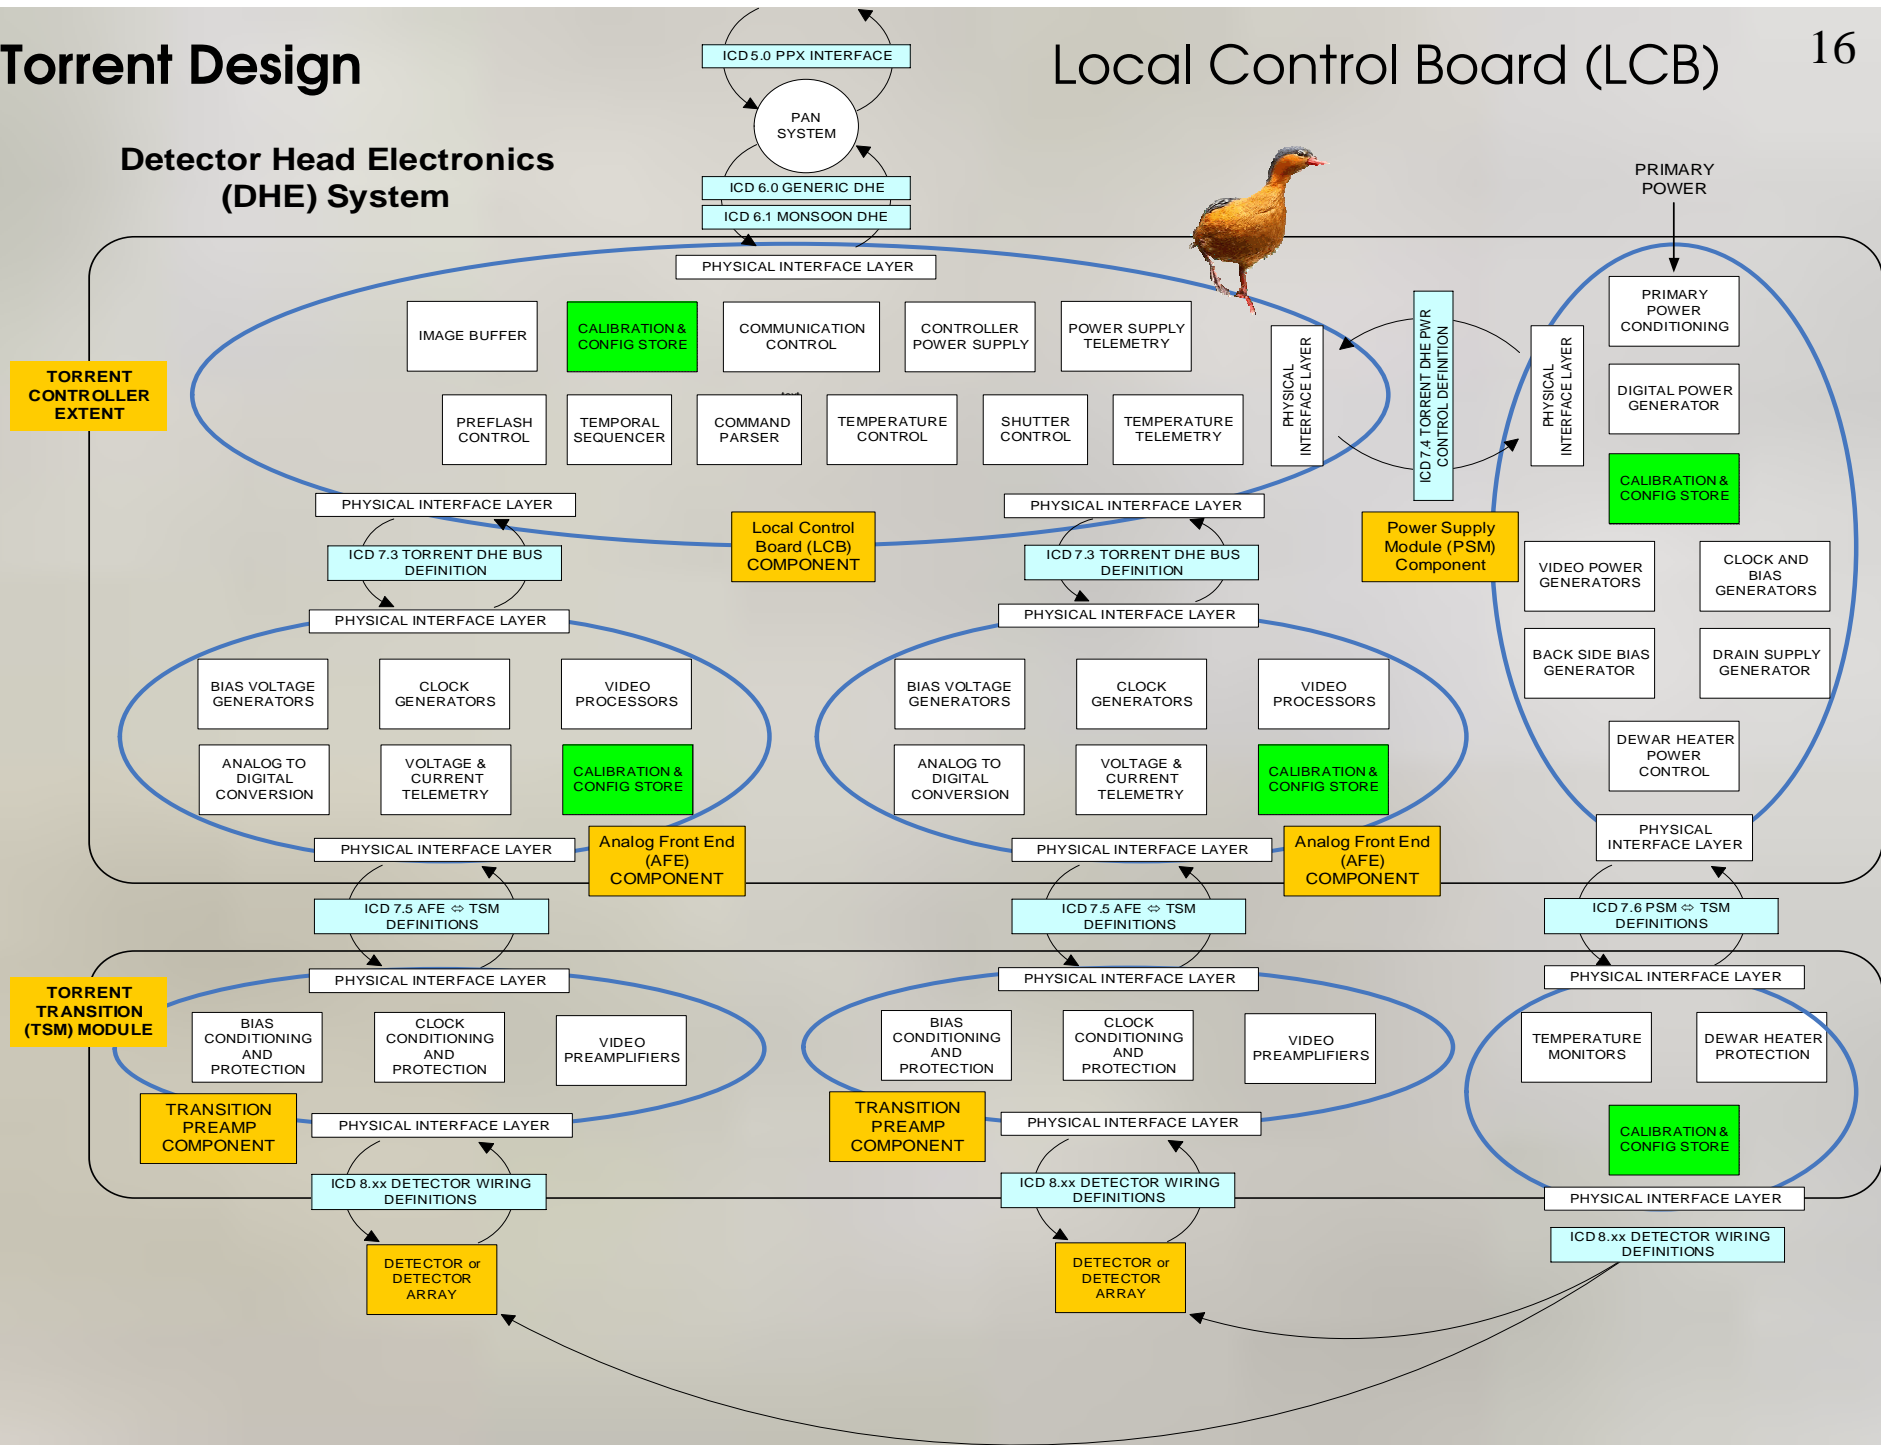 Torrent Design
Local Control Board (LCB)
16
ICD 5.0 PPX INTERFACE
PAN
SYSTEM
Detector Head Electronics
(DHE) System
ICD 6.0 GENERIC DHE
ICD 6.1 MONSOON DHE
PRIMARY
POWER
PHYSICAL INTERFACE LAYER
IMAGE BUFFER
CALIBRATION &
CONFIG STORE
COMMUNICATION
CONTROL
CONTROLLER
POWER SUPPLY
POWER SUPPLY
TELEMETRY
PREFLASH
CONTROL
TEMPORAL
SEQUENCER
text
COMMAND
PARSER
TEMPERATURE
CONTROL
SHUTTER
CONTROL
TEMPERATURE
TELEMETRY
PHYSICAL
INTERFACE LAYER
ICD 7.4 TORRENT DHE PWR
CONTROL DEFINITION
PHYSICAL
INTERFACE LAYER
PRIMARY
POWER
CONDITIONING
DIGITAL POWER
GENERATOR
CALIBRATION &
CONFIG STORE
VIDEO POWER
GENERATORS
CLOCK AND
BIAS
GENERATORS
BACK SIDE BIAS
GENERATOR
DRAIN SUPPLY
GENERATOR
DEWAR HEATER
POWER
CONTROL
PHYSICAL
INTERFACE LAYER
TORRENT
CONTROLLER
EXTENT
PHYSICAL INTERFACE LAYER
ICD 7.3 TORRENT DHE BUS
DEFINITION
PHYSICAL INTERFACE LAYER
Local Control
Board (LCB)
COMPONENT
PHYSICAL INTERFACE LAYER
ICD 7.3 TORRENT DHE BUS
DEFINITION
PHYSICAL INTERFACE LAYER
Power Supply
Module (PSM)
Component
BIAS VOLTAGE
GENERATORS
CLOCK
GENERATORS
VIDEO
PROCESSORS
ANALOG TO
DIGITAL
CONVERSION
VOLTAGE &
CURRENT
TELEMETRY
CALIBRATION &
CONFIG STORE
PHYSICAL INTERFACE LAYER
Analog Front End
(AFE)
COMPONENT
BIAS VOLTAGE
GENERATORS
CLOCK
GENERATORS
VIDEO
PROCESSORS
ANALOG TO
DIGITAL
CONVERSION
VOLTAGE &
CURRENT
TELEMETRY
CALIBRATION &
CONFIG STORE
PHYSICAL INTERFACE LAYER
Analog Front End
(AFE)
COMPONENT
ICD 7.5 AFE ⇔ TSM
DEFINITIONS
ICD 7.5 AFE ⇔ TSM
DEFINITIONS
ICD 7.6 PSM ⇔ TSM
DEFINITIONS
TORRENT
TRANSITION
(TSM) MODULE
PHYSICAL INTERFACE LAYER
BIAS
CONDITIONING
AND
PROTECTION
CLOCK
CONDITIONING
AND
PROTECTION
VIDEO
PREAMPLIFIERS
TRANSITION
PREAMP
COMPONENT
PHYSICAL INTERFACE LAYER
PHYSICAL INTERFACE LAYER
BIAS
CONDITIONING
AND
PROTECTION
CLOCK
CONDITIONING
AND
PROTECTION
VIDEO
PREAMPLIFIERS
TRANSITION
PREAMP
COMPONENT
PHYSICAL INTERFACE LAYER
PHYSICAL INTERFACE LAYER
TEMPERATURE
MONITORS
DEWAR HEATER
PROTECTION
CALIBRATION &
CONFIG STORE
PHYSICAL INTERFACE LAYER
ICD 8.xx DETECTOR WIRING
DEFINITIONS
ICD 8.xx DETECTOR WIRING
DEFINITIONS
ICD 8.xx DETECTOR WIRING
DEFINITIONS
DETECTOR or
DETECTOR
ARRAY
DETECTOR or
DETECTOR
ARRAY